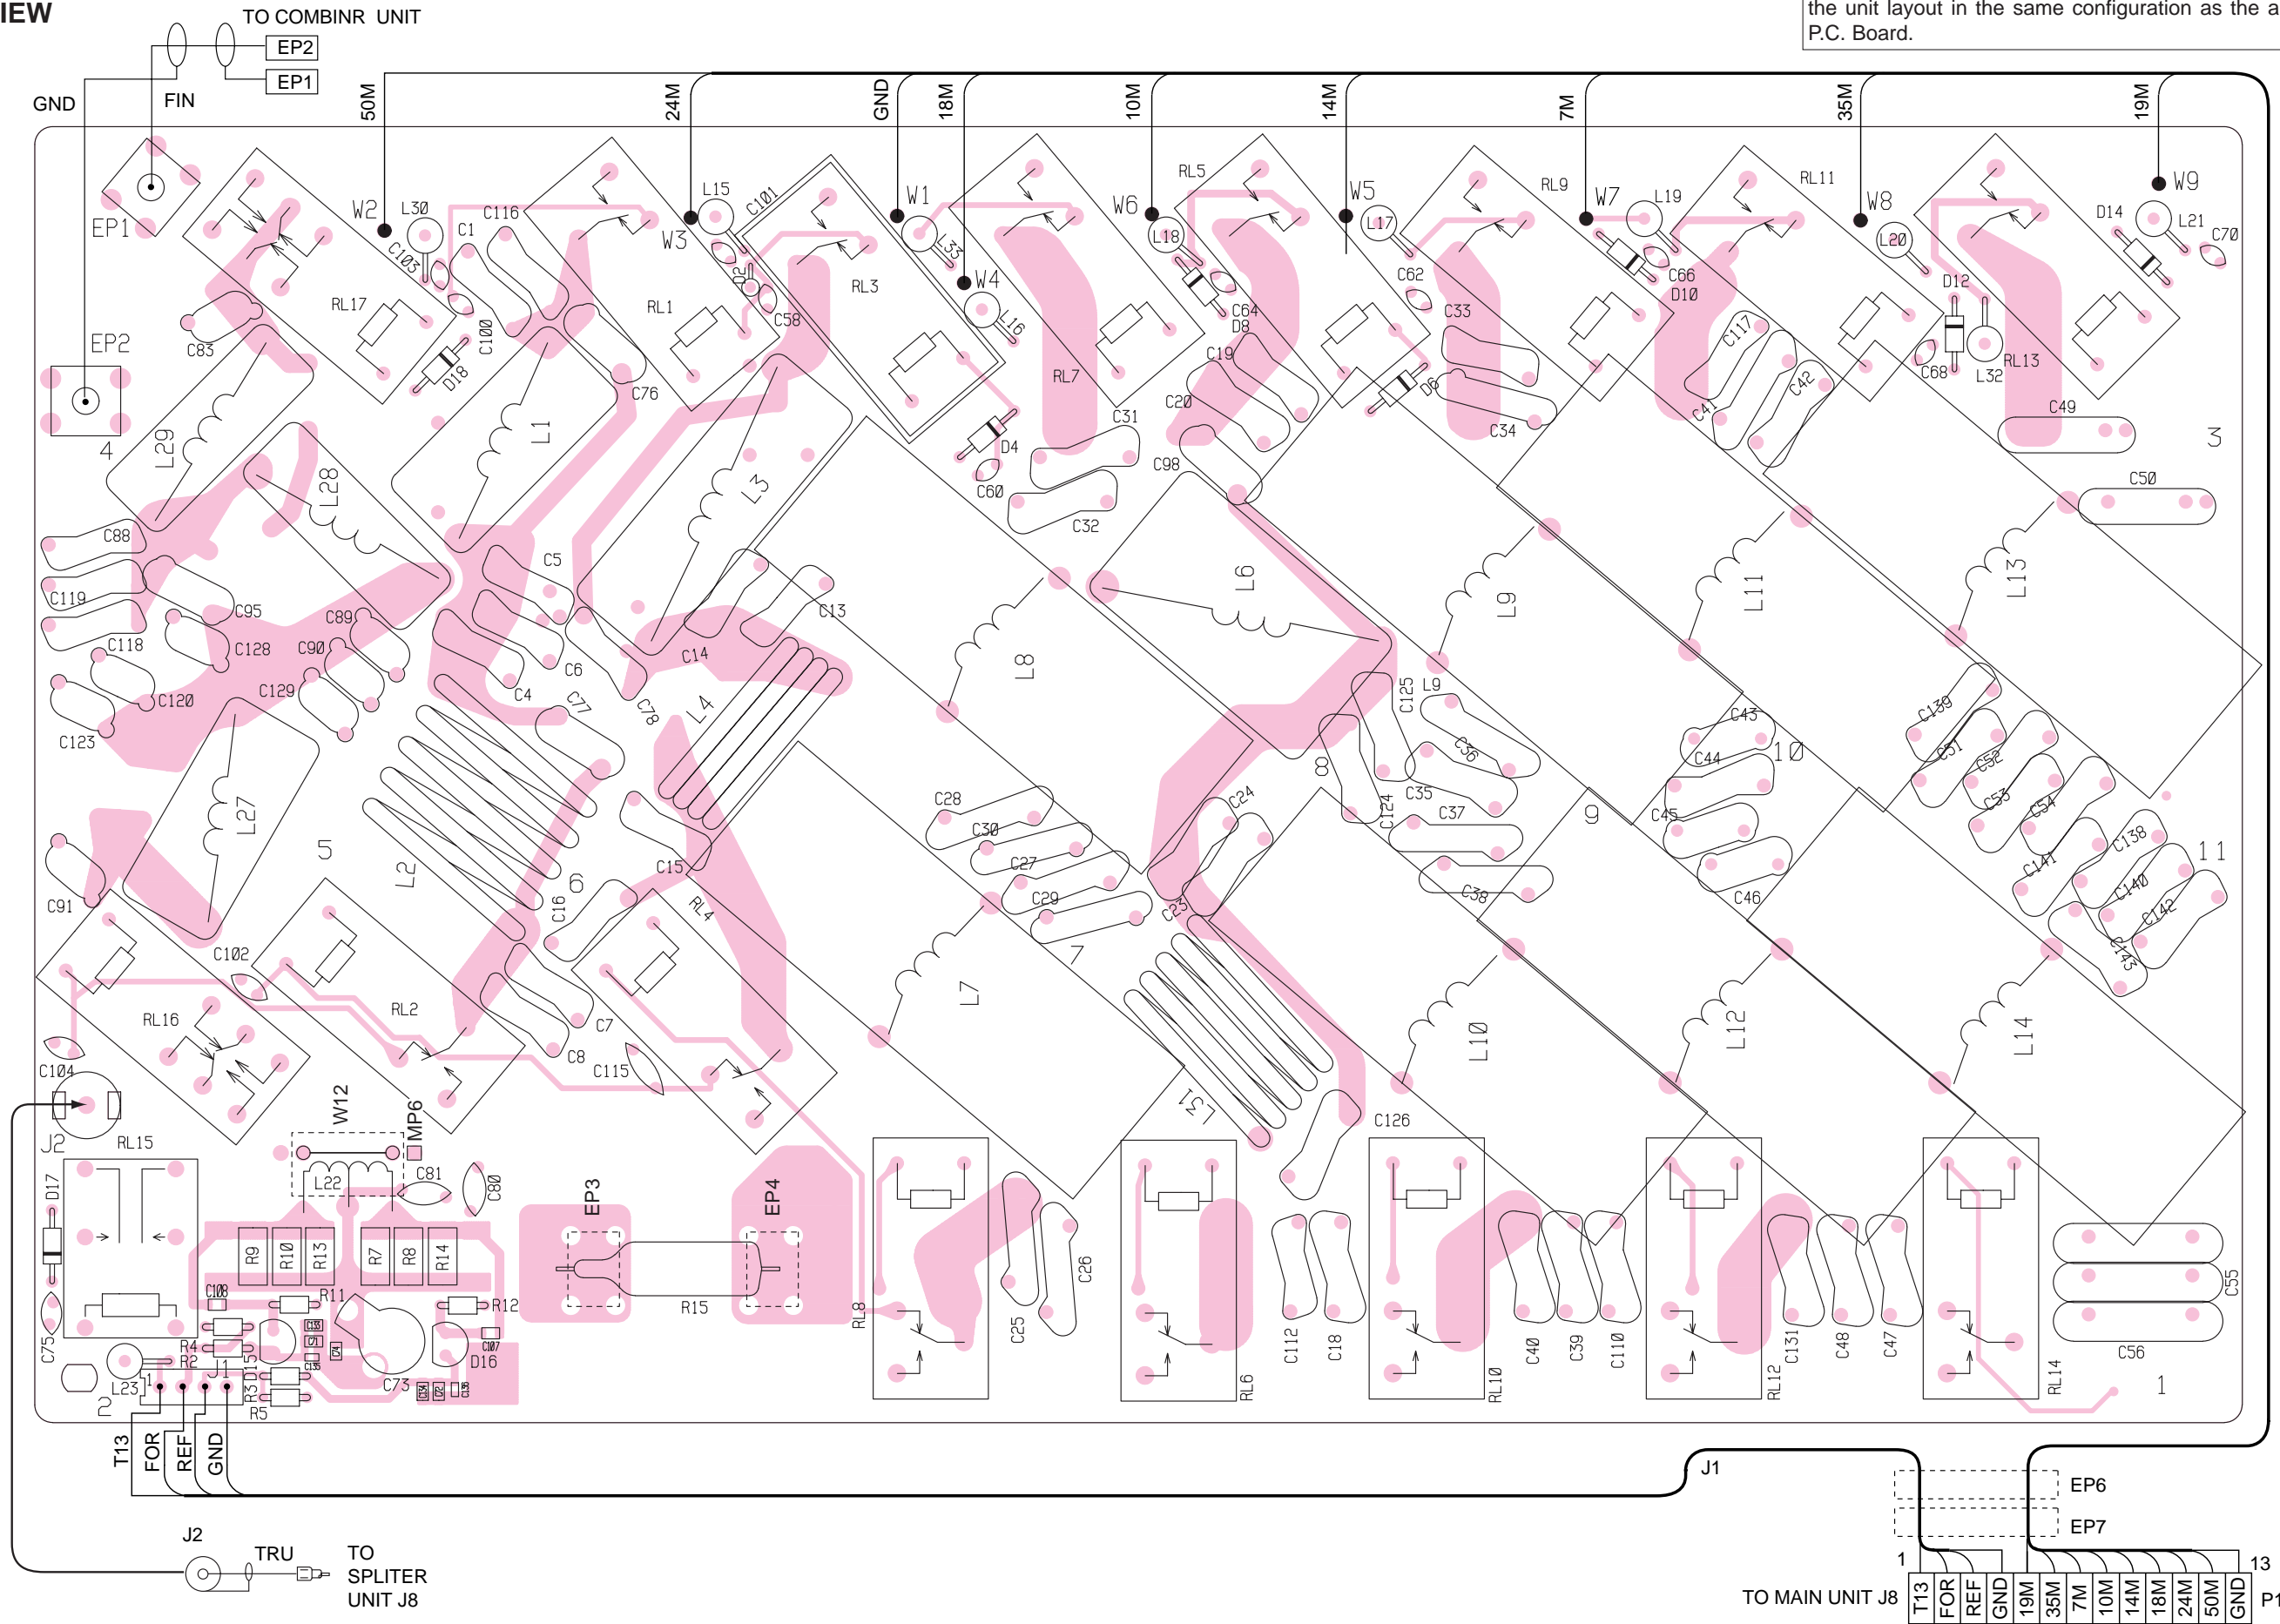 IEW
TO COMBINR UNIT
EP2
EP1
the unit layout in the same configuration as the a
P.C. Board.
GND
FIN
50M
24M
GND
18M
10M
14M
7M
35M
19M
EP1
W2
L30
C103
C1
C116
W3
L15
C101
W1
L33
W4
L16
W6
L18
RL5
W5
L17
RL9
W7
L19
RL11
W8
L20
D14
W9
L21
C70
RL17
C100
C83
D18
RL1
D2
C58
RL3
RL7
C64
D8
C19
C20
C62
C33
C66
D10
C117
D12
C68
L32
RL13
EP2
4
L29
L28
L1
C76
L3
D4
C60
C31
C32
C98
D6
C34
C41
C42
C49
3
C50
C88
C119
C118
C95
C128
C89
C90
C129
C120
C123
C5
C6
C4
C77
C78
C13
C14
L4
L8
L6
L9
L11
L13
C125
L9
C36
C35
C124
C37
C38
8
C43
C44
10
C45
C46
9
C139
C51
C52
C53
C54
C141
C138
C140
C142
C143
11
L27
5
L2
C91
6
C16
C15
RL4
C28
C30
C27
C29
7
C24
C23
L7
L31
L10
L12
L14
C102
RL16
RL2
C7
C8
C115
C104
J2
RL15
W12
MP6
L22
C81
C80
D17
EP3
EP4
C126
R9
R10
R13
R7
R8
R14
C108
R11
R12
R15
RL8
C25
C26
RL6
C112
C18
RL10
C40
C39
C110
RL12
C131
C48
C47
RL14
C55
C56
1
C75
R4
R2
L23
1
J1
D15
R3
R5
C73
D16
C107
2
T13
FOR
REF
GND
J1
EP6
EP7
J2
TRU
TO
SPLITER
UNIT J8
1
13
TO MAIN UNIT J8
T13
FOR
REF
GND
19M
35M
7M
10M
14M
18M
24M
50M
GND
P1